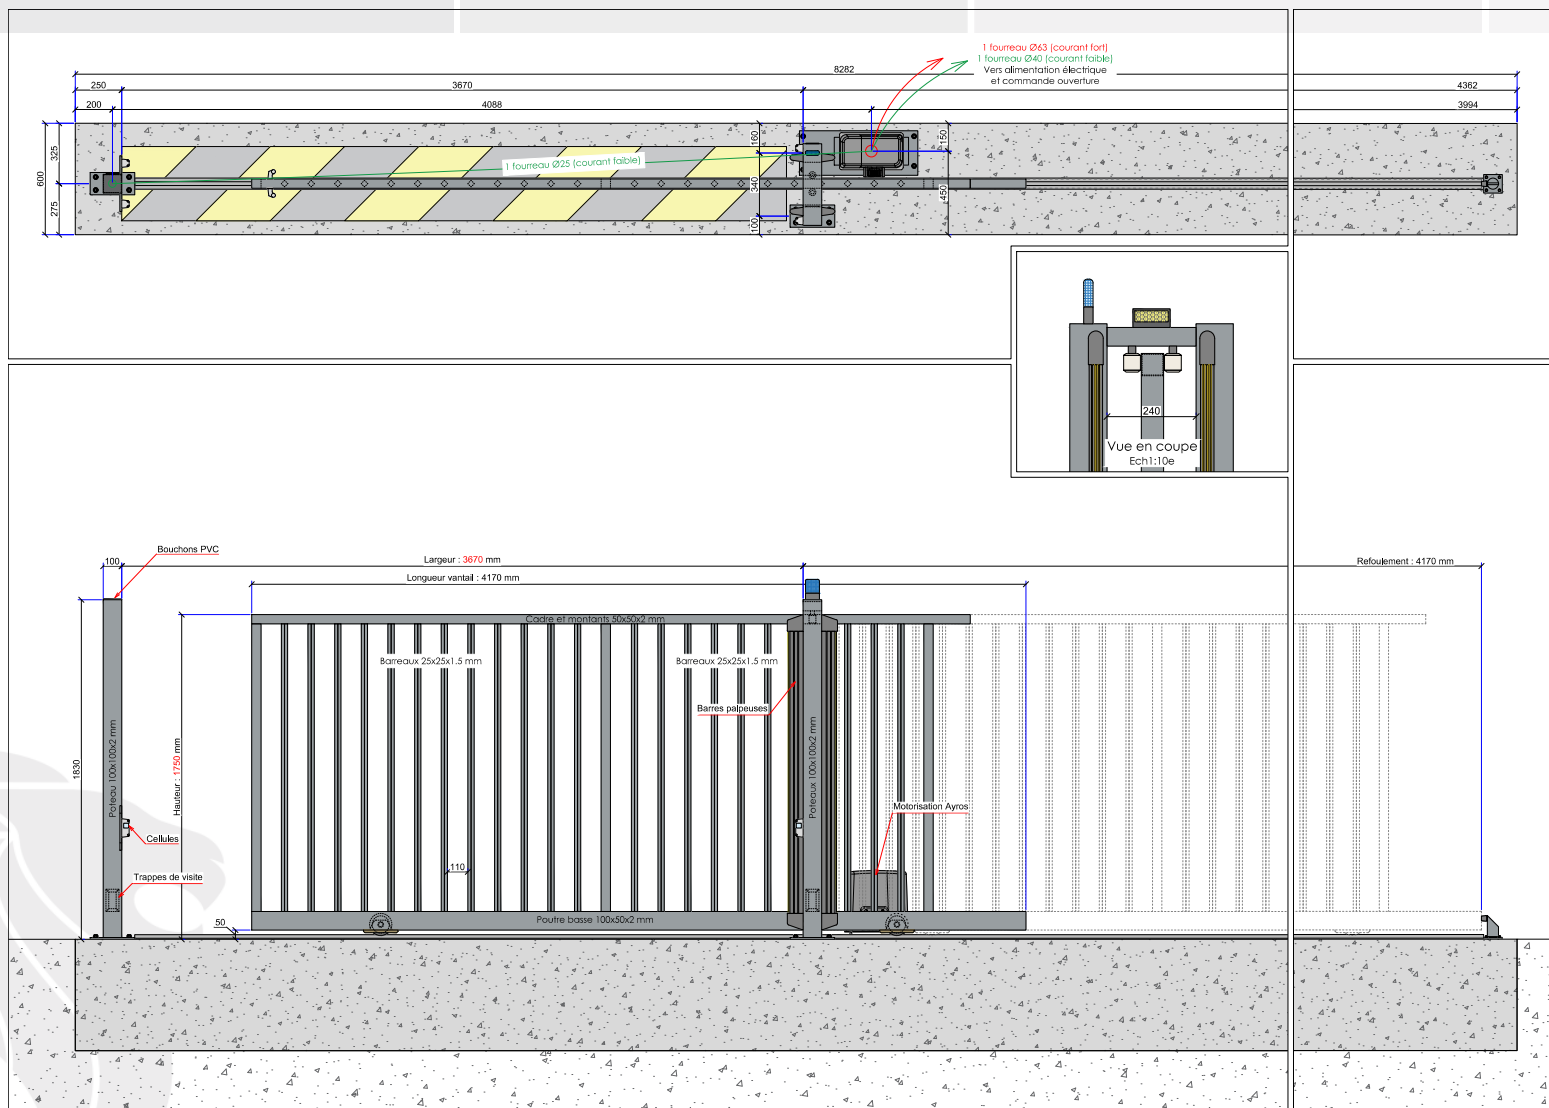 1 fourreau Ø63 (courant fort)
1 fourreau Ø40 (courant faible)
Vers alimentation électrique
et commande ouverture
8282
250
3670
4362
200
4088
3994
600
325
275
160
340
100
150
450
1 fourreau Ø25 (courant faible)
240
Vue en coupe
Ech1:10e
Bouchons PVC
100
Largeur : 3670 mm
Refoulement : 4170 mm
Longueur vantail : 4170 mm
Cadre et montants 50x50x2 mm
Barreaux 25x25x1.5 mm
Barreaux 25x25x1.5 mm
Barres palpeuses
Poteau 100x100x2 mm
Poteaux 100x100x2 mm
1830
Hauteur : 1750 mm
Motorisation Ayros
Cellules
110
Trappes de visite
50
Poutre basse 100x50x2 mm